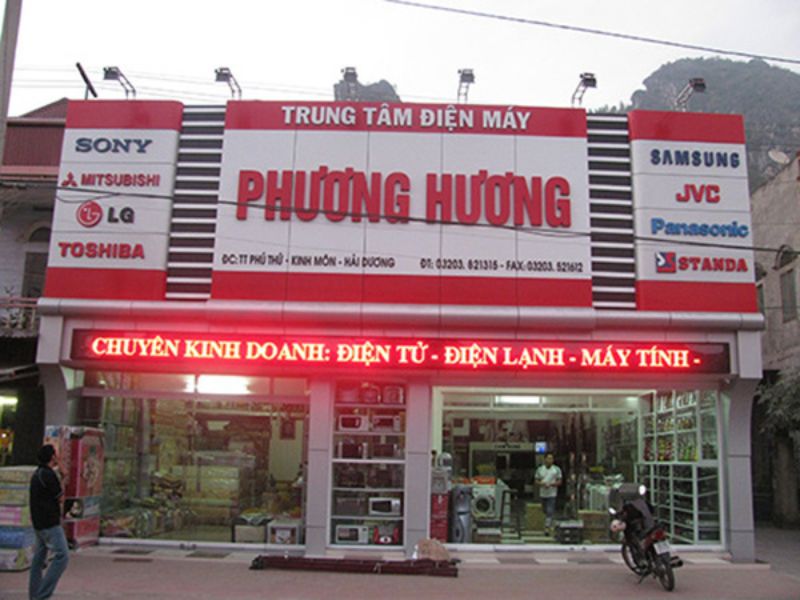 TRUNG TÂM ĐIỆN MÁY
PHƯƠNG HƯƠNG
ĐC: TT PHÚ THỨ - KINH MÔN - HẢI DƯƠNG ĐT: 03203. 821315 - FAX: 03203. 521612
SONY
MITSUBISHI
LG
TOSHIBA
SAMSUNG
JVC
Panasonic
STANDA
CHUYÊN KINH DOANH: ĐIỆN TỬ - ĐIỆN LẠNH - MÁY TÍNH -